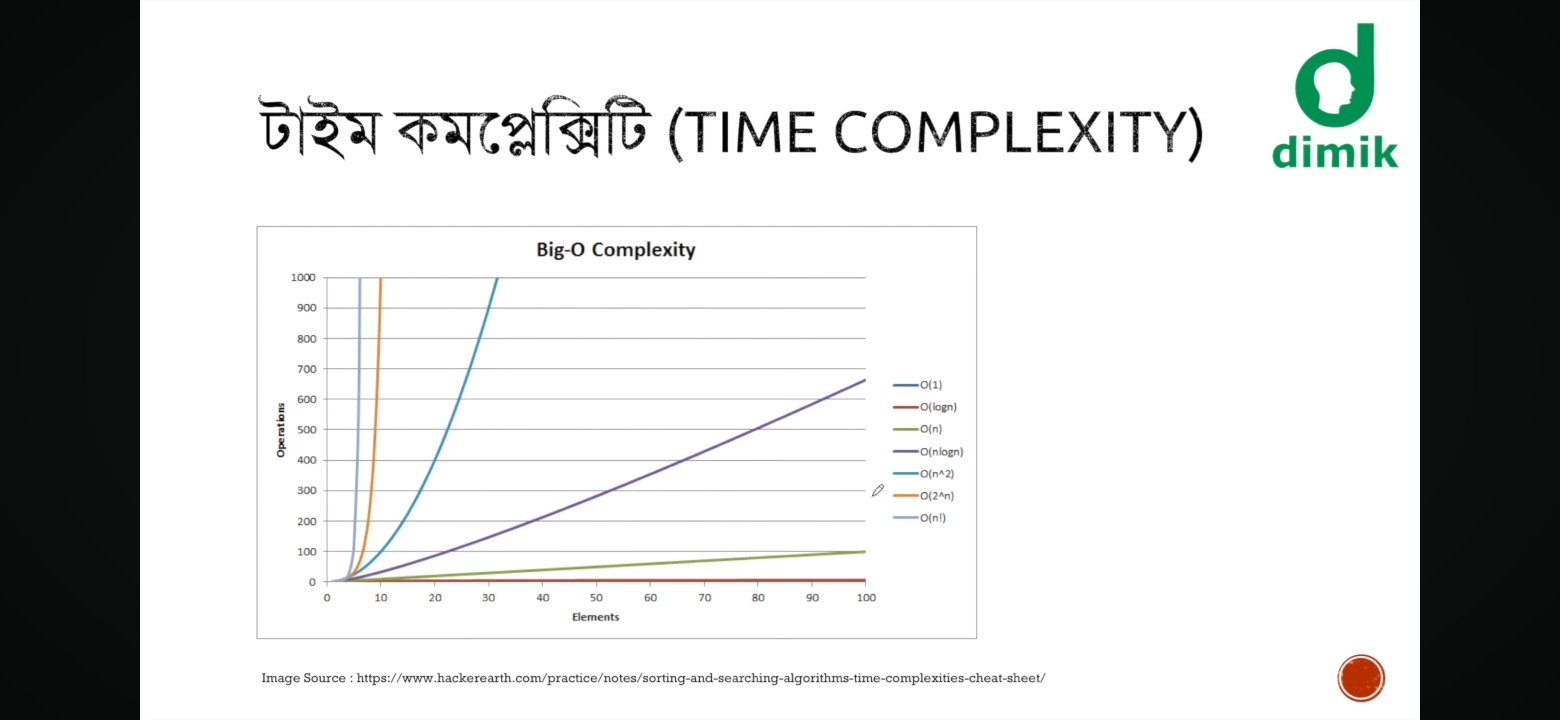 টাইম কমপ্লেক্সিটি (TIME COMPLEXITY)
dimik
Big-O Complexity
1000
900
800
700
600
500
400
300
200
100
0
Operations
0 10 20 30 40 50 60 70 80 90 100
Elements
O(1)
O(logn)
O(n)
O(nlogn)
O(n^2)
O(2^n)
O(n!)
Image Source : https://www.hackerearth.com/practice/notes/sorting-and-searching-algorithms-time-complexities-cheat-sheet/